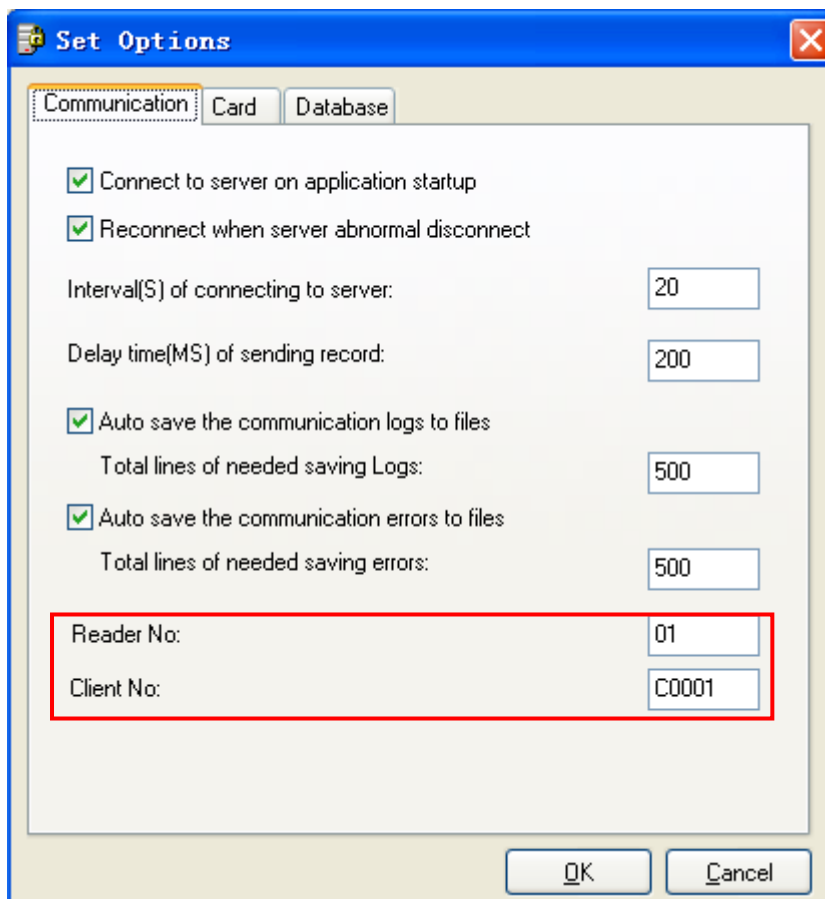 Set Options
Communication Card Database
Connect to server on application startup
Reconnect when server abnormal disconnect
Interval(S) of connecting to server: 20
Delay time(MS) of sending record: 200
Auto save the communication logs to files
Total lines of needed saving Logs: 500
Auto save the communication errors to files
Total lines of needed saving errors: 500
Reader No: 01
Client No: C0001
OK Cancel